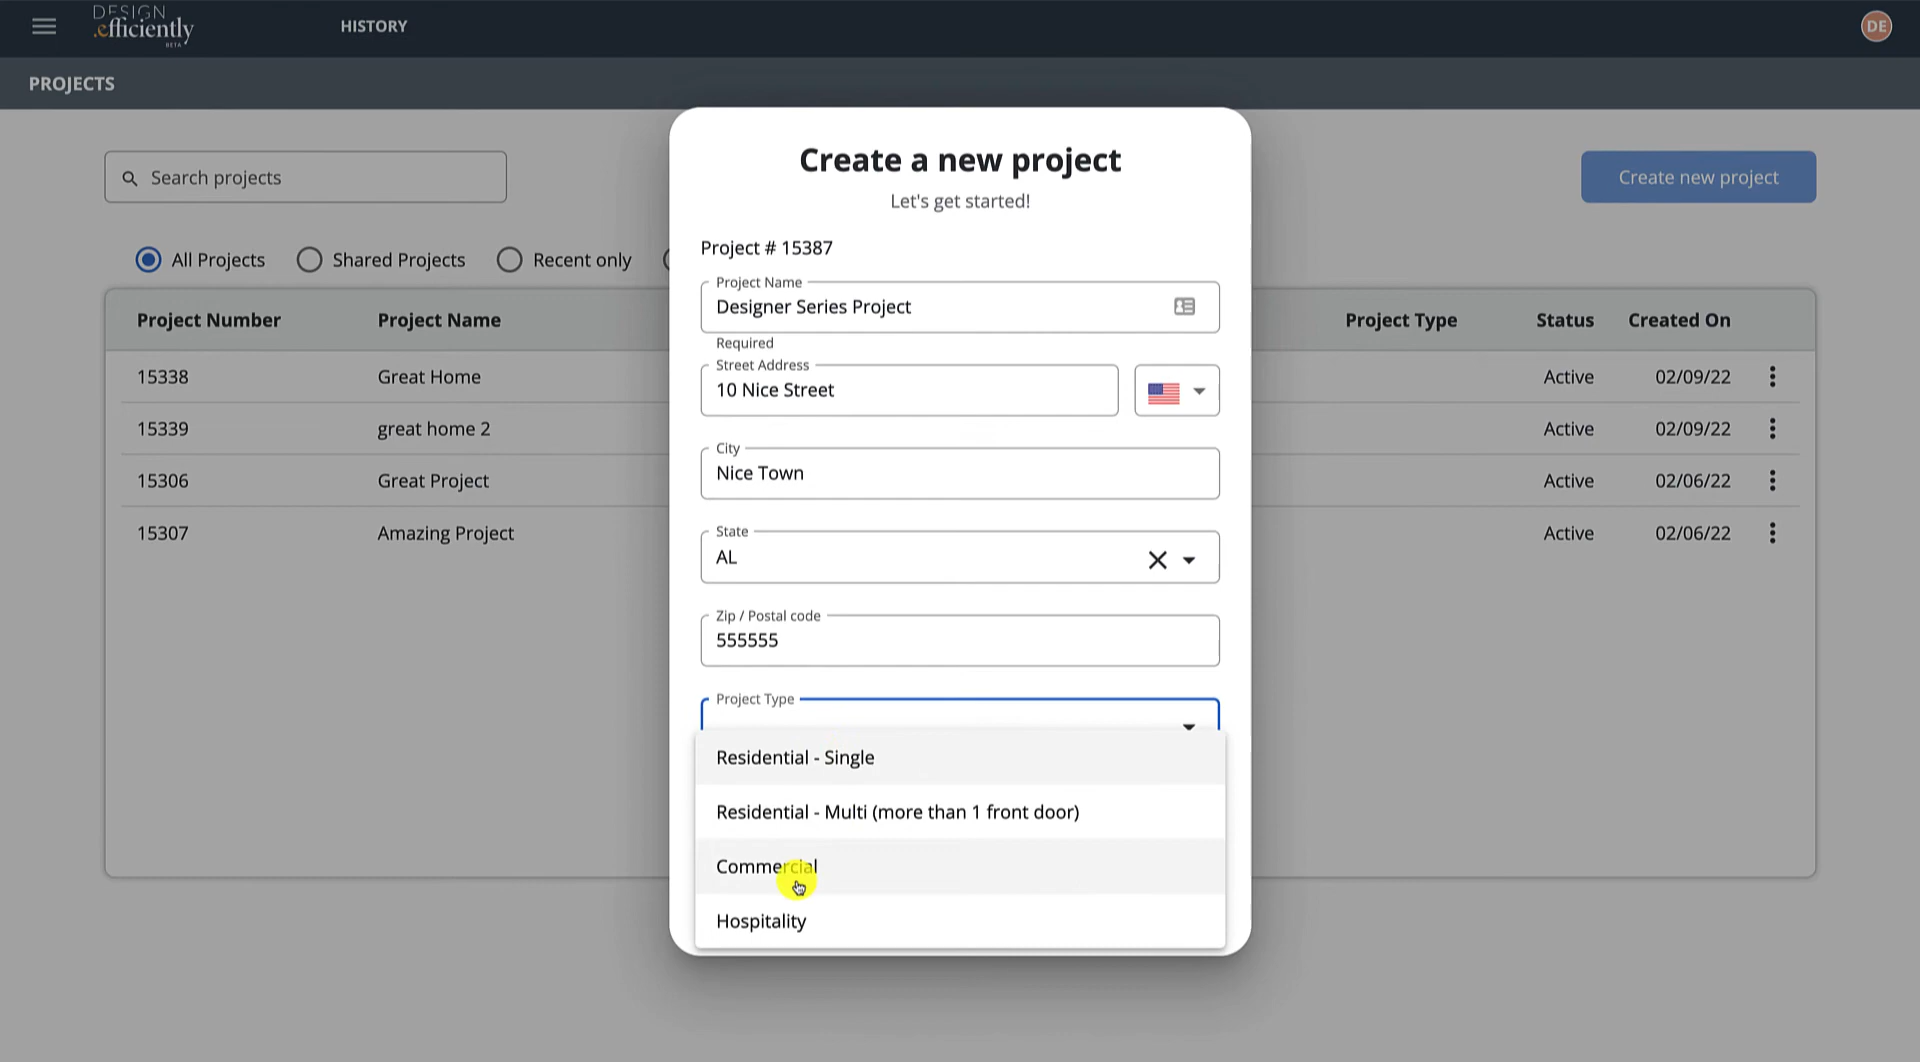 DESIGN
.efficiently
BETA
HISTORY
DE
PROJECTS
Search projects
Create new project
All Projects
Shared Projects
Recent only
Project Number
Project Name
Project Type
Status
Created On
15338
Great Home
Active
02/09/22
15339
great home 2
Active
02/09/22
15306
Great Project
Active
02/06/22
15307
Amazing Project
Active
02/06/22
Create a new project
Let's get started!
Project # 15387
Project Name
Designer Series Project
Required
Street Address
10 Nice Street
City
Nice Town
State
AL
Zip / Postal code
555555
Project Type
Residential - Single
Residential - Multi (more than 1 front door)
Commercial
Hospitality